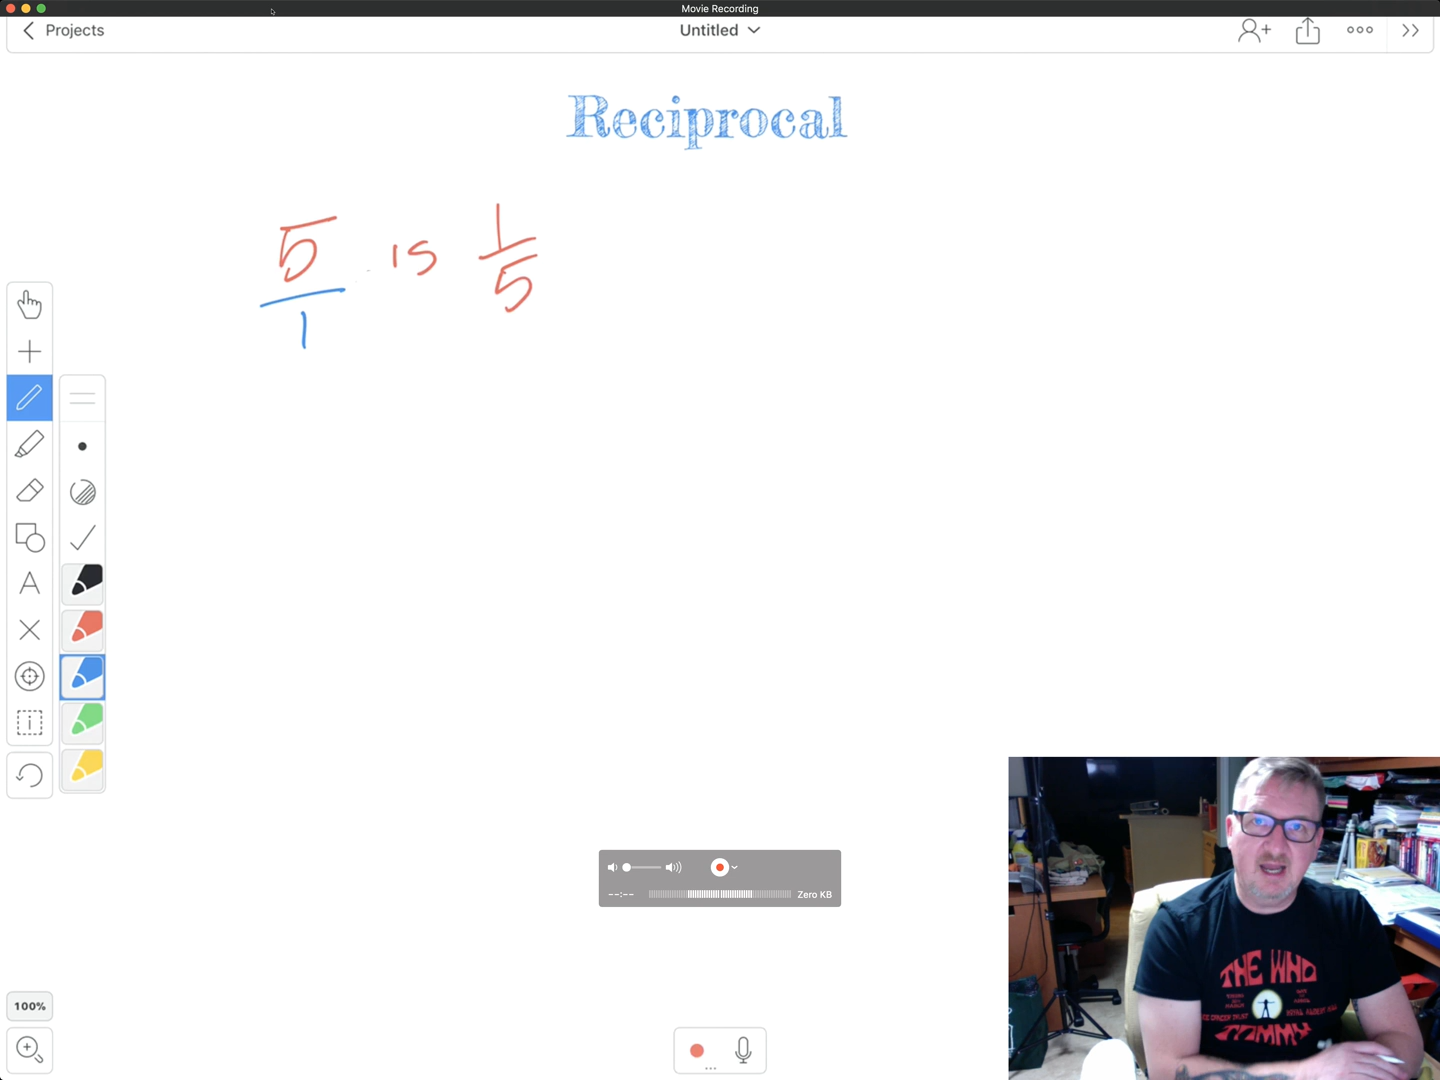 Movie Recording
Projects
Untitled
Reciprocal
5/1 is 1/5
A
--:--
Zero KB
THE WHO
TOMMY
100%